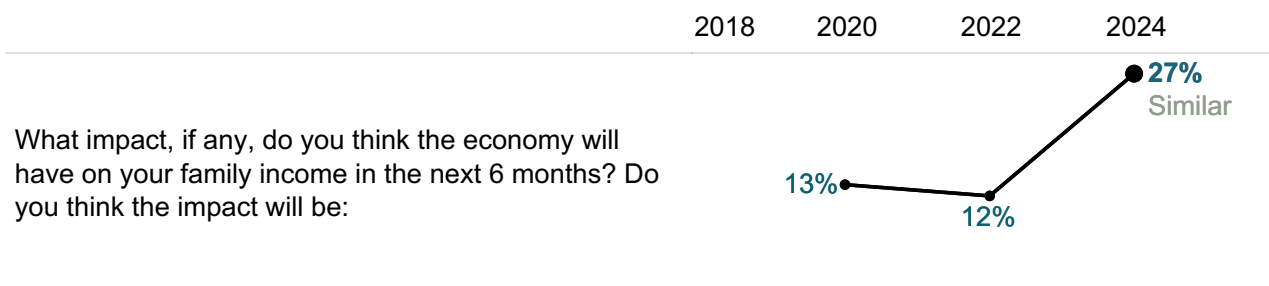 2018 2020 2022 2024
27%
Similar
What impact, if any, do you think the economy will
have on your family income in the next 6 months? Do
you think the impact will be:
13%
12%